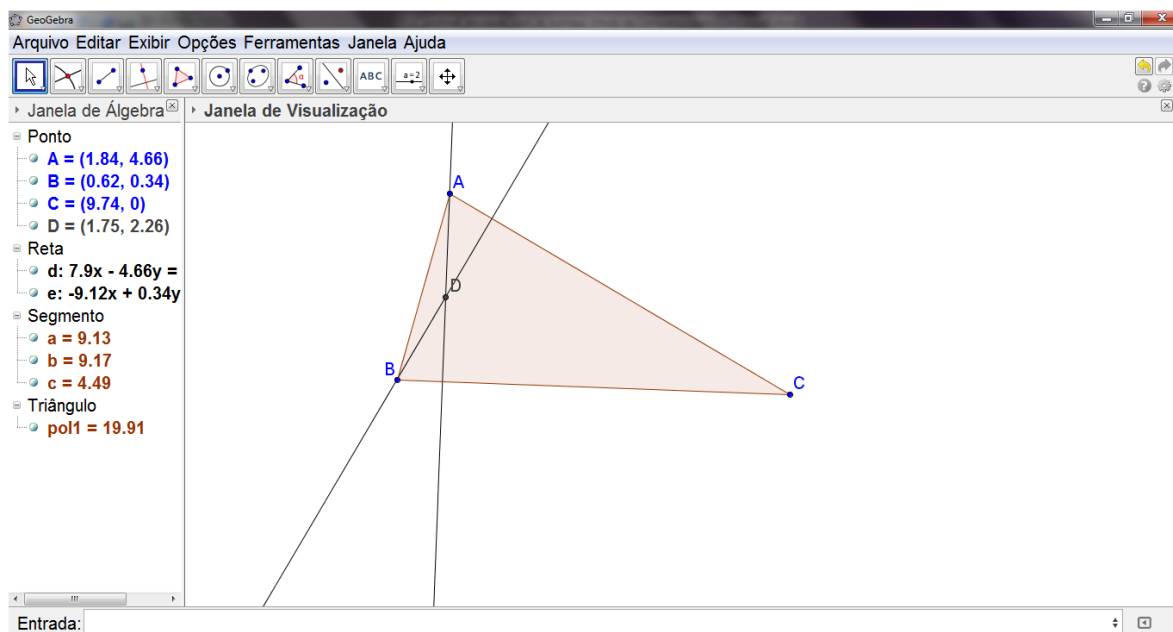 GeoGebra
Arquivo Editar Exibir Opções Ferramentas Janela Ajuda
ABC
a=2
α
Janela de Álgebra
Janela de Visualização
Ponto
A = (1.84, 4.66)
B = (0.62, 0.34)
C = (9.74, 0)
D = (1.75, 2.26)
Reta
d: 7.9x - 4.66y =
e: -9.12x + 0.34y
Segmento
a = 9.13
b = 9.17
c = 4.49
Triângulo
pol1 = 19.91
A
D
B
C
Entrada: